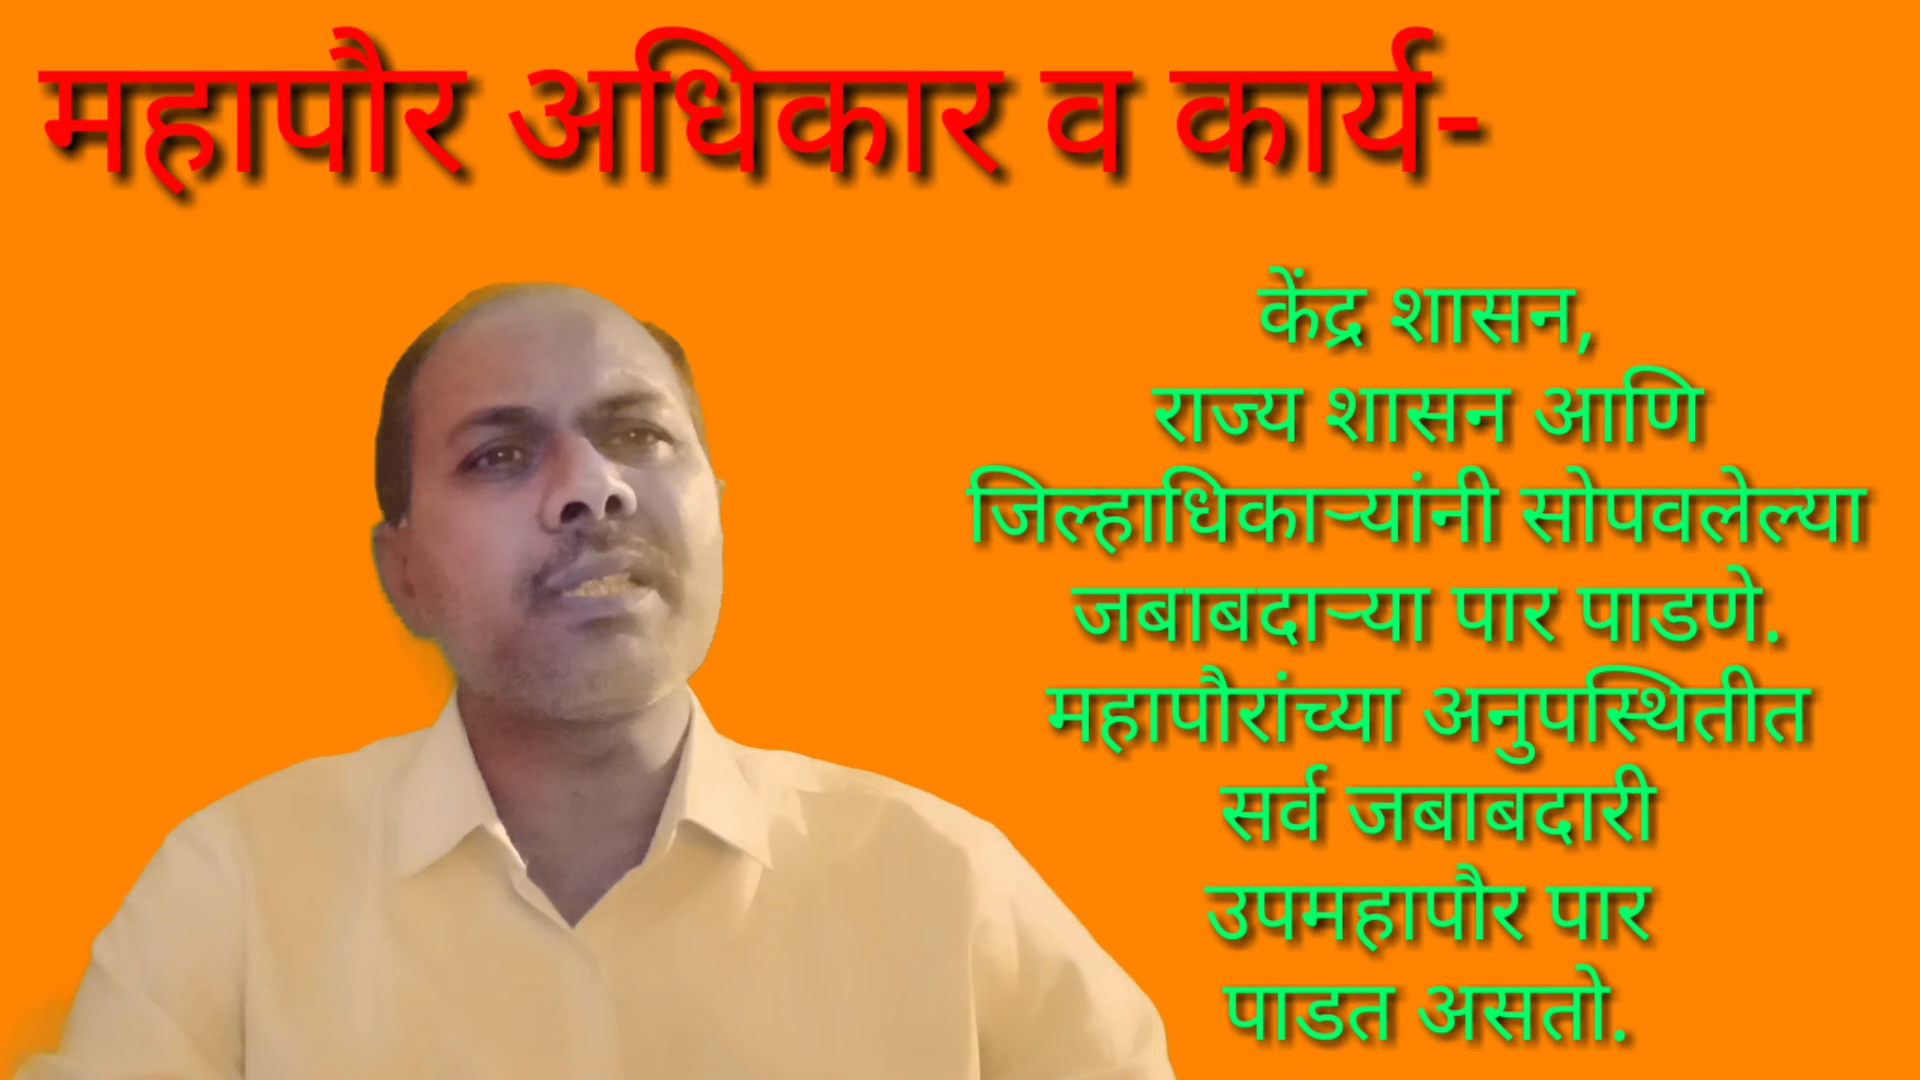 महापौर अधिकार व कार्य-
केंद्र शासन,
राज्य शासन आणि
जिल्हाधिकाऱ्यांनी सोपवलेल्या
जबाबदाऱ्या पार पाडणे.
महापौरांच्या अनुपस्थितीत
सर्व जबाबदारी
उपमहापौर पार
पाडत असतो.